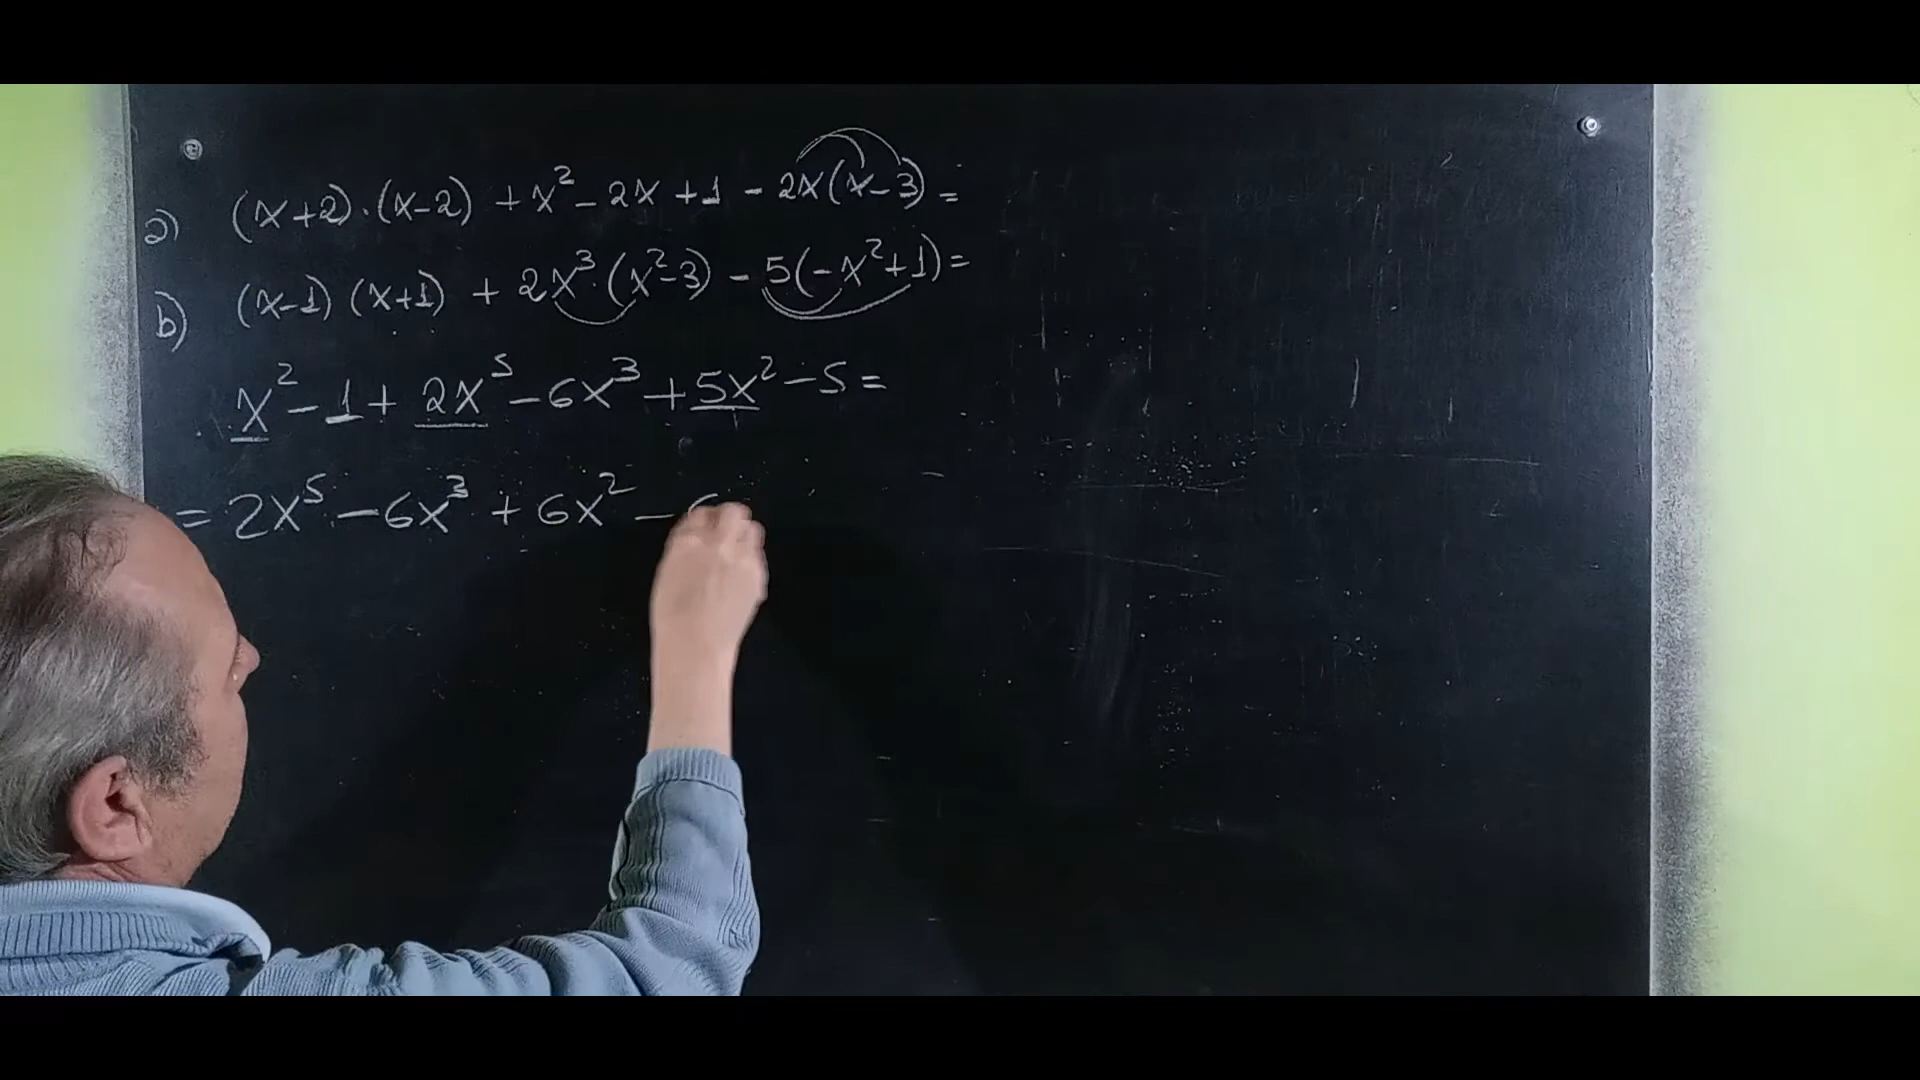 a) (x+2)·(x-2) + x² - 2x + 1 - 2x(x-3) =
b) (x-1) (x+1) + 2x³·(x²-3) - 5(-x²+1) =
x² - 1 + 2x⁵ - 6x³ + 5x² - 5 =
= 2x⁵ - 6x³ + 6x² -